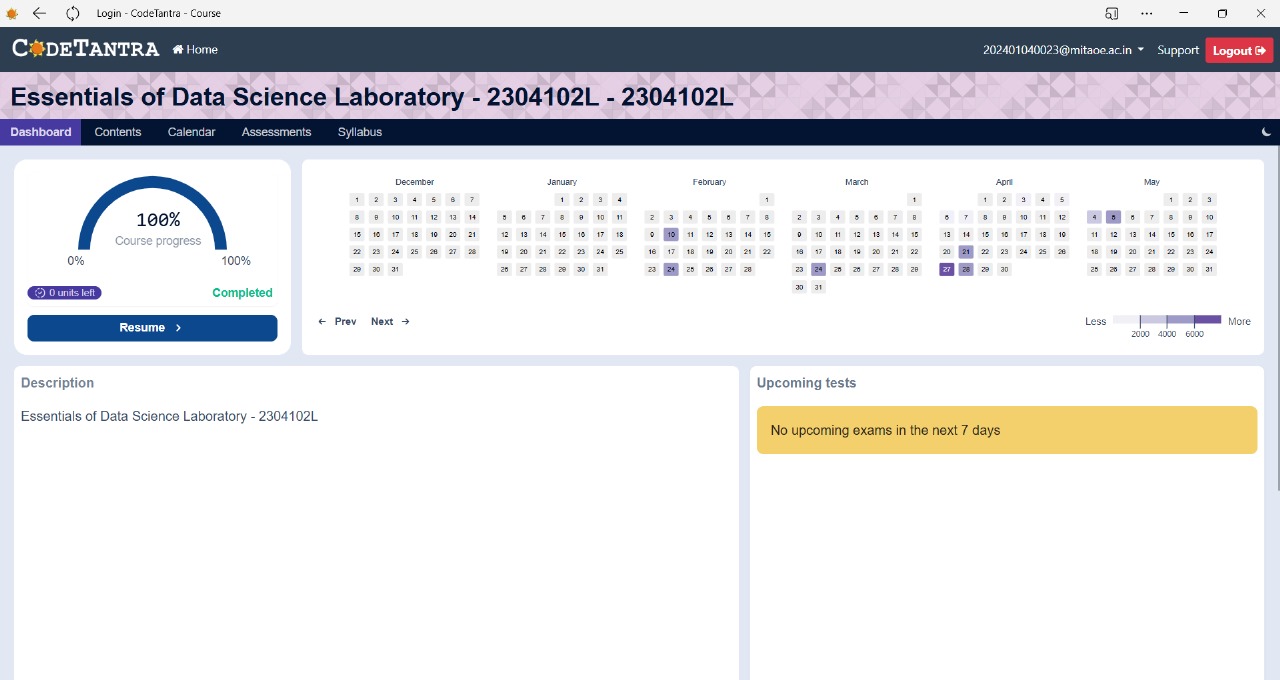 Login - CodeTantra - Course
CODETANTRA Home
202401040023@mitaoe.ac.in Support Logout
Essentials of Data Science Laboratory - 2304102L - 2304102L
Dashboard Contents Calendar Assessments Syllabus
100%
Course progress
0% 100%
0 units left Completed
Resume
December January February March April May
1 2 3 4 5 6 7 1 2 3 4 1 1 1 2 3 4 5 1 2 3
8 9 10 11 12 13 14 5 6 7 8 9 10 11 2 3 4 5 6 7 8 2 3 4 5 6 7 8 6 7 8 9 10 11 12 4 5 6 7 8 9 10
15 16 17 18 19 20 21 12 13 14 15 16 17 18 9 10 11 12 13 14 15 9 10 11 12 13 14 15 13 14 15 16 17 18 19 11 12 13 14 15 16 17
22 23 24 25 26 27 28 19 20 21 22 23 24 25 16 17 18 19 20 21 22 16 17 18 19 20 21 22 20 21 22 23 24 25 26 18 19 20 21 22 23 24
29 30 31 26 27 28 29 30 31 23 24 25 26 27 28 23 24 25 26 27 28 29 27 28 29 30 25 26 27 28 29 30 31
30 31
← Prev Next →
Less More
2000 4000 6000
Description
Essentials of Data Science Laboratory - 2304102L
Upcoming tests
No upcoming exams in the next 7 days